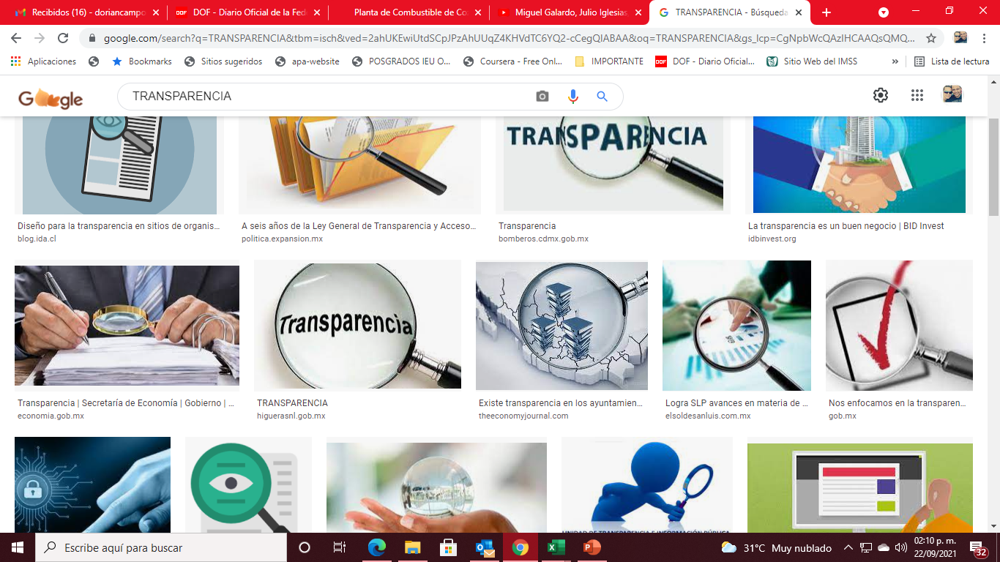 Recibidos (16) - doriancampo
DOF - Diario Oficial de la Fed
Planta de Combustible de Co
Miguel Galardo, Julio Iglesias
TRANSPARENCIA - Búsqueda
google.com/search?q=TRANSPARENCIA&tbm=isch&ved=2ahUKEwiUtdSCpJPzAhUUqZ4KHVdTC6YQ2-cCegQIABAA&oq=TRANSPARENCIA&gs_lcp=CgNpbWcQAzIHCAAQsQMQ...
Aplicaciones
Bookmarks
Sitios sugeridos
apa-website
POSGRADOS IEU O...
Coursera - Free Onl...
IMPORTANTE
DOF
DOF - Diario Oficial...
Sitio Web del IMSS
»
Lista de lectura
Google
TRANSPARENCIA
TRANSPARENCIA
Diseño para la transparencia en sitios de organis...
blog.ida.cl
A seis años de la Ley General de Transparencia y Acceso...
politica.expansion.mx
Transparencia
bomberos.cdmx.gob.mx
La transparencia es un buen negocio | BID Invest
idbinvest.org
Transparencia
Transparencia | Secretaría de Economía | Gobierno | ...
economia.gob.mx
TRANSPARENCIA
higuerasnl.gob.mx
Existe transparencia en los ayuntamien...
theeconomyjournal.com
Logra SLP avances en materia de ...
elsoldesanluis.com.mx
Nos enfocamos en la transparen...
gob.mx
UNIDAD DE TRANSPARENCIA E INFORMACIÓN PÚBLICA
Escribe aquí para buscar
31°C Muy nublado
02:10 p. m.
22/09/2021
32